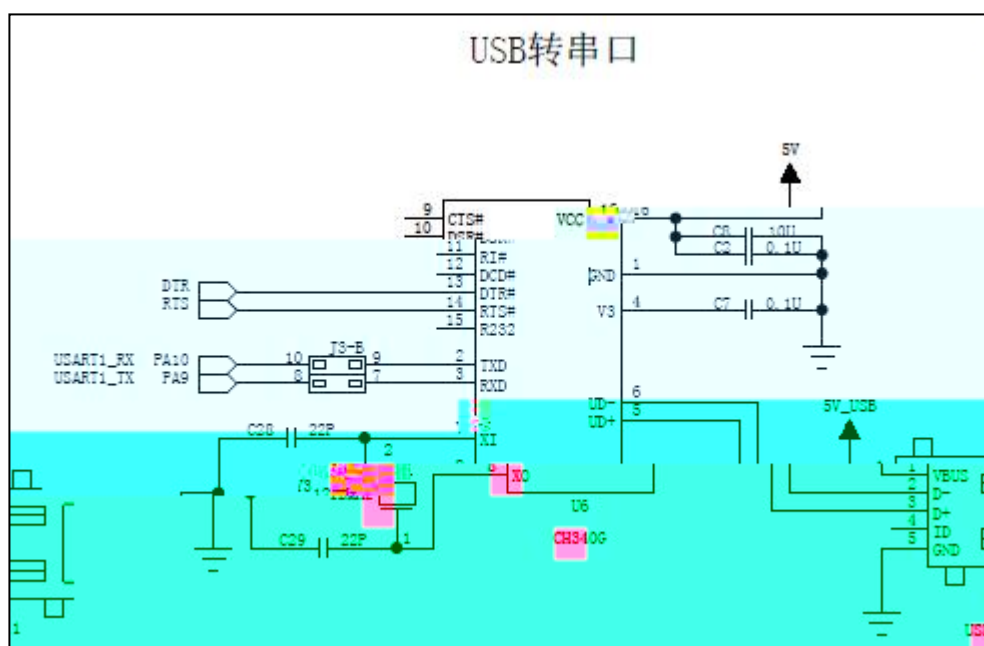 USB转串口
5V
9 CTS# VCC
10
11 C8 10U
RI# C2 0.1U
12 DCD# GND 1
DTR 13 DTR#
RTS 14 RTS# V3 4 C7 0.1U
15 R232
J3-B
USART1_RX PA10 10 9 2 TXD
USART1_TX PA9 8 7 3 RXD
UD- 6
UD+ 5 5V_USB
C28 22P XI
2
XO 1 VBUS
2 D-
U6 3 D+
4 ID
C29 22P 1 CH340G 5 GND
1